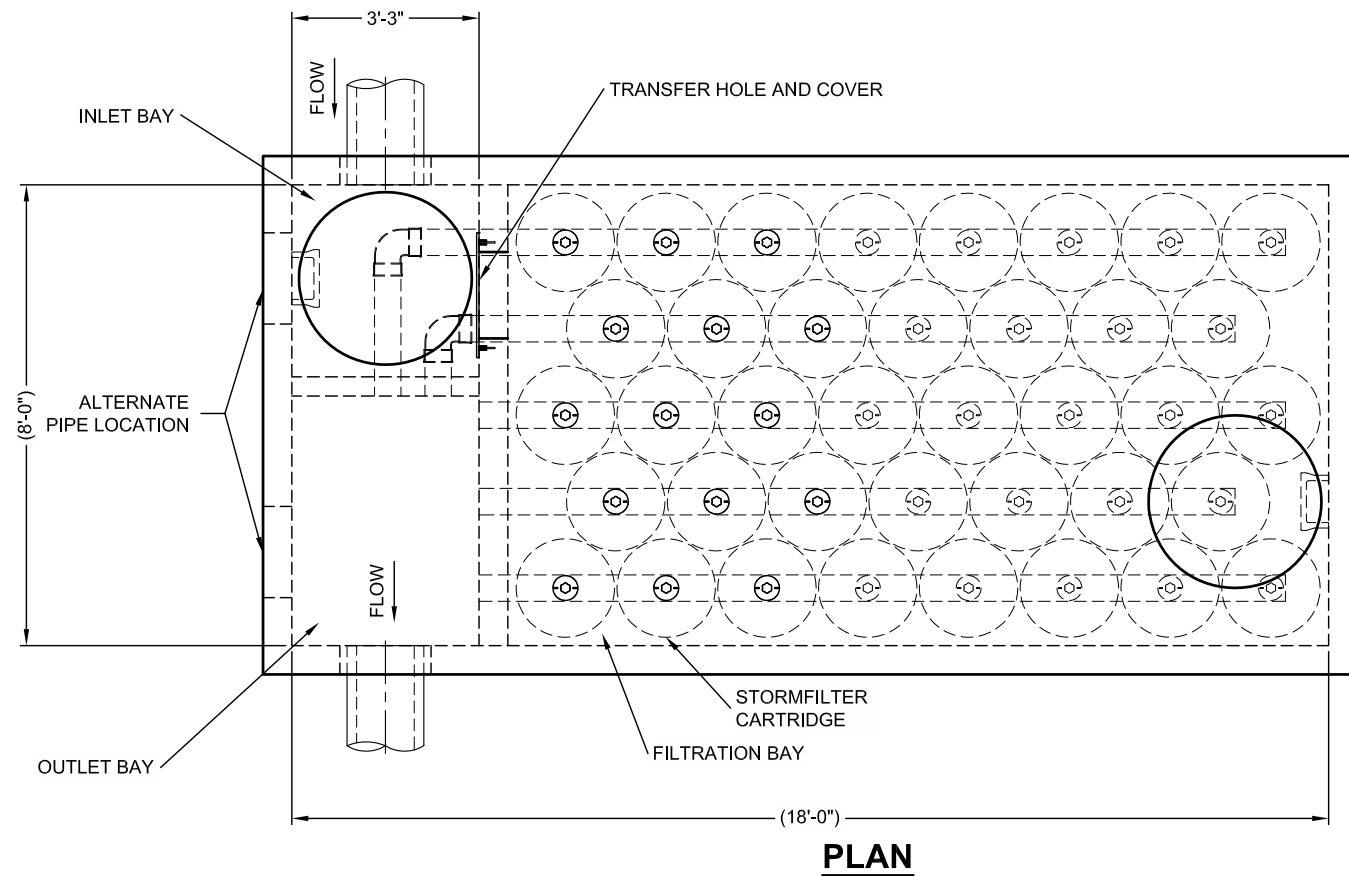 3'-3"
FLOW
TRANSFER HOLE AND COVER
INLET BAY
(8'-0")
ALTERNATE
PIPE LOCATION
FLOW
STORMFILTER
CARTRIDGE
FILTRATION BAY
OUTLET BAY
(18'-0")
PLAN